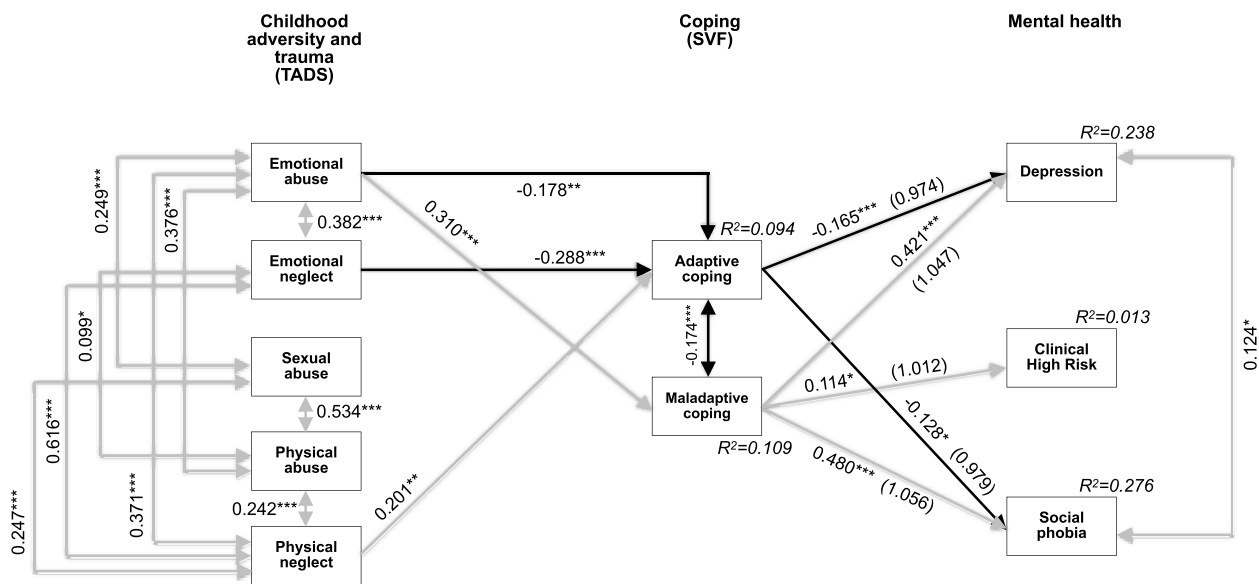 Childhood
adversity and
trauma
(TADS)
Coping
(SVF)
Mental health
Emotional
abuse
Emotional
neglect
Sexual
abuse
Physical
abuse
Physical
neglect
0.249***
0.376***
0.382***
0.099*
0.616***
0.534***
0.371***
0.242***
0.247***
-0.178**
0.310***
-0.288***
0.201**
R²=0.094
Adaptive
coping
-0.174***
Maladaptive
coping
R²=0.109
-0.165*** (0.974)
0.421***
(1.047)
0.114* (1.012)
-0.128* (0.979)
0.480*** (1.056)
R²=0.238
Depression
R²=0.013
Clinical
High Risk
R²=0.276
Social
phobia
0.124*